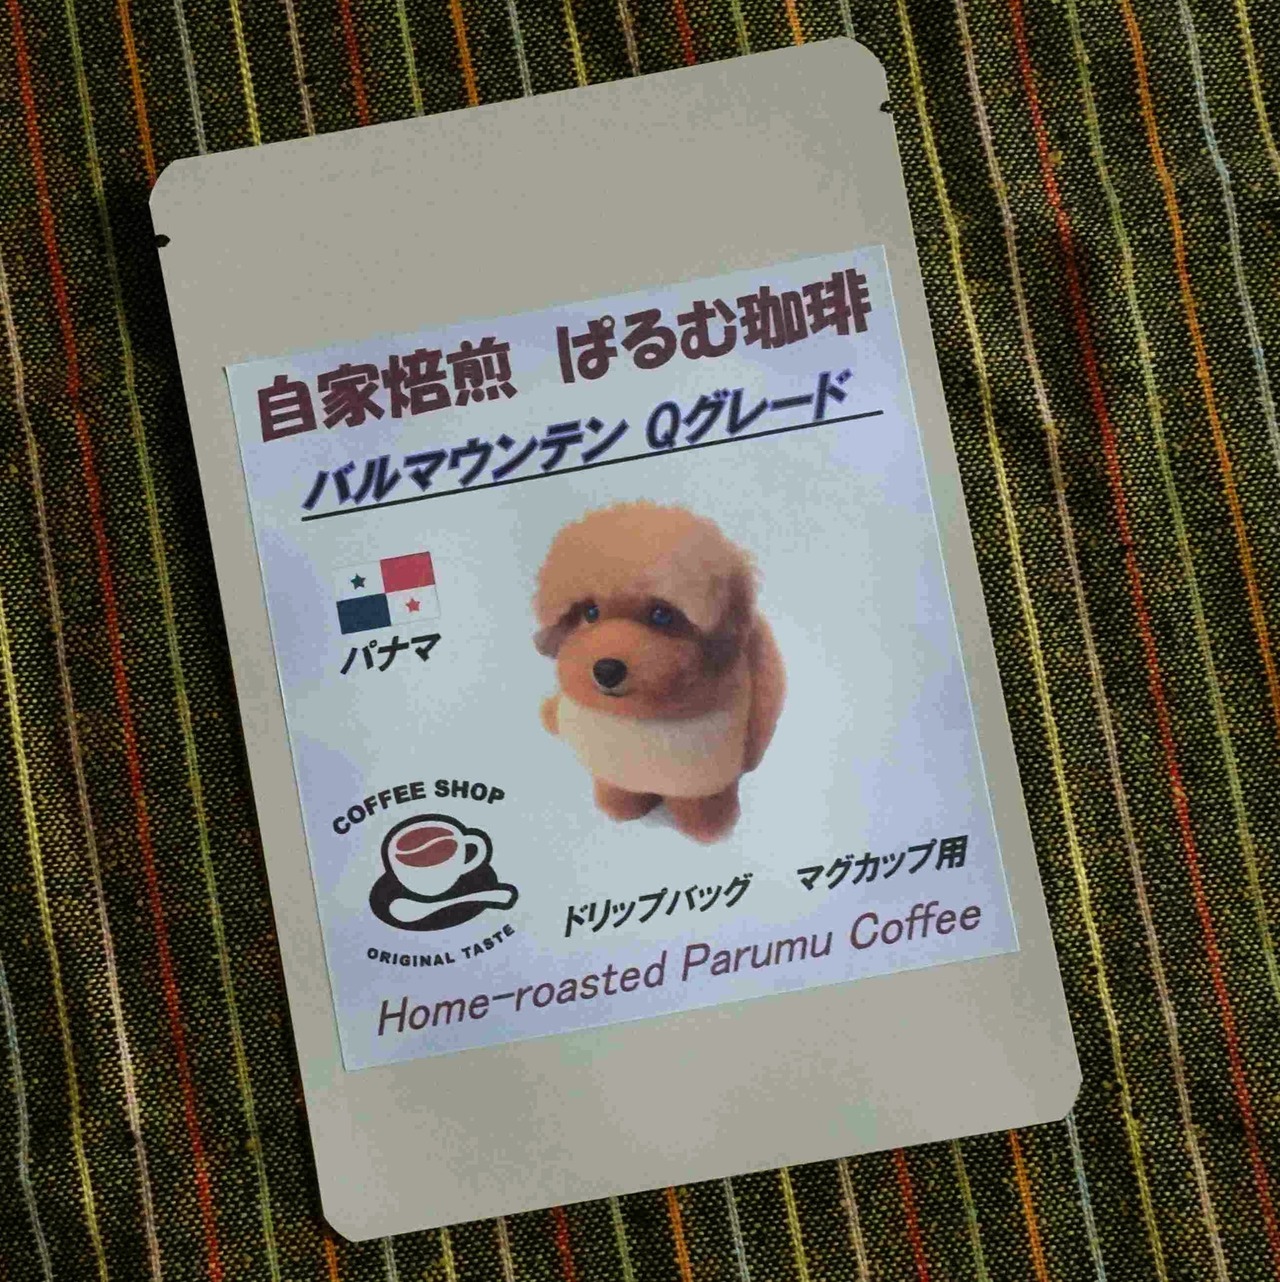 自家焙煎 ぱるむ珈琲
バルマウンテン Qグレード
パナマ
COFFEE SHOP
ORIGINAL TASTE
ドリップバッグ マグカップ用
Home-roasted Parumu Coffee